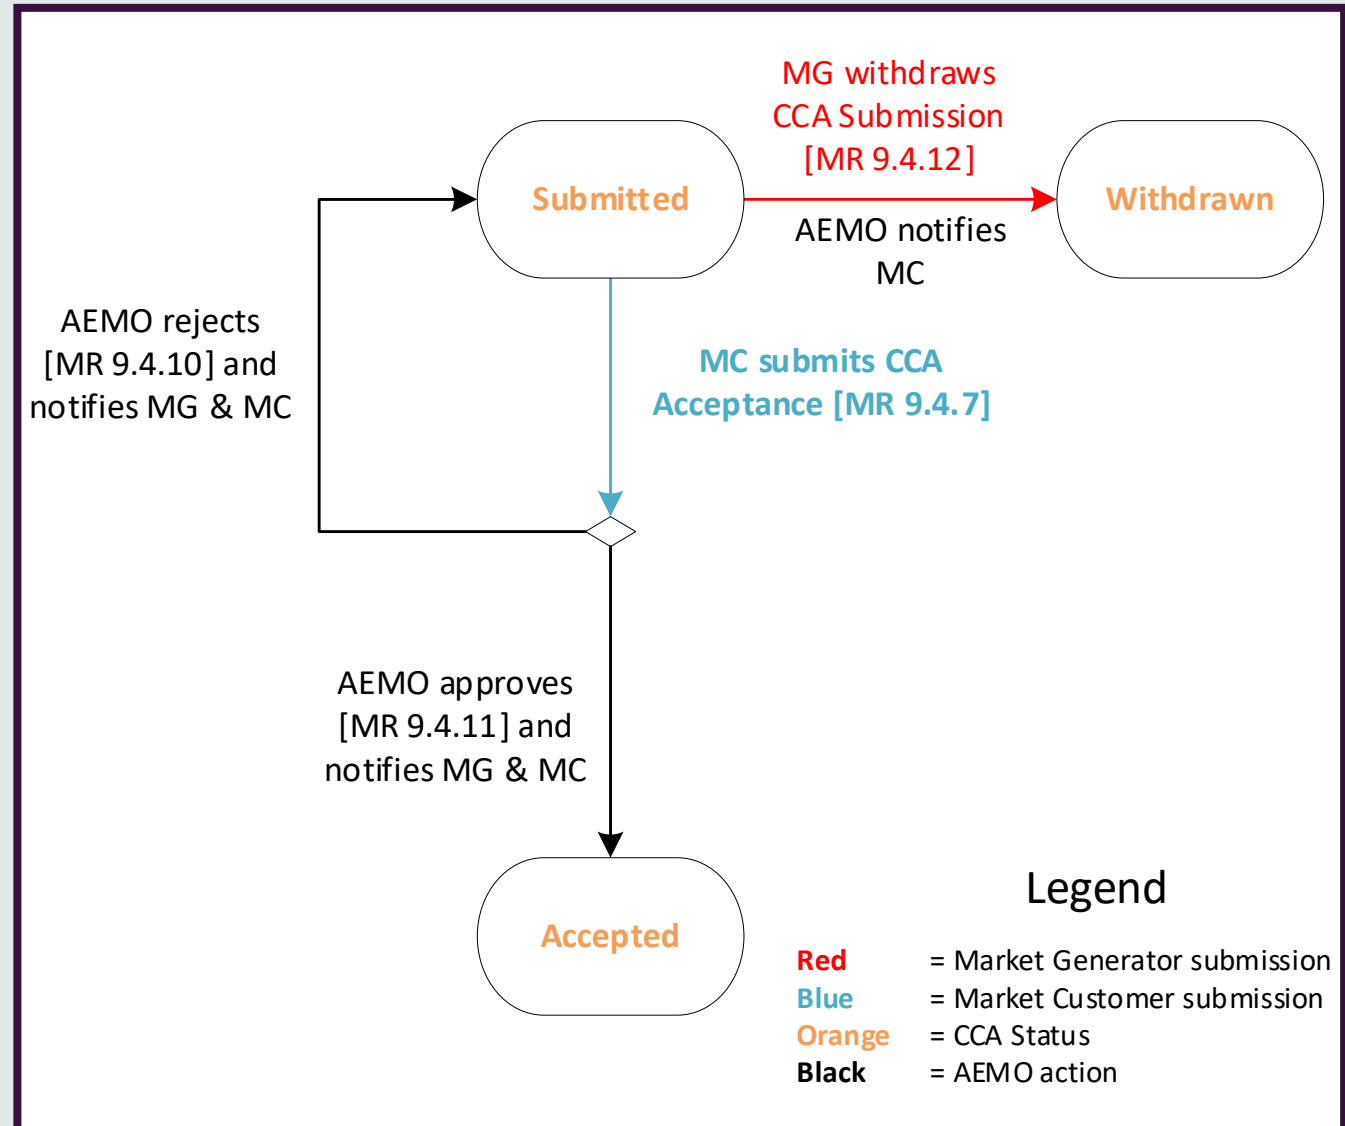 MG withdraws
CCA Submission
[MR 9.4.12]
Submitted
Withdrawn
AEMO notifies
MC
AEMO rejects
[MR 9.4.10] and
notifies MG & MC
MC submits CCA
Acceptance [MR 9.4.7]
AEMO approves
[MR 9.4.11] and
notifies MG & MC
Accepted
Legend
Red = Market Generator submission
Blue = Market Customer submission
Orange = CCA Status
Black = AEMO action